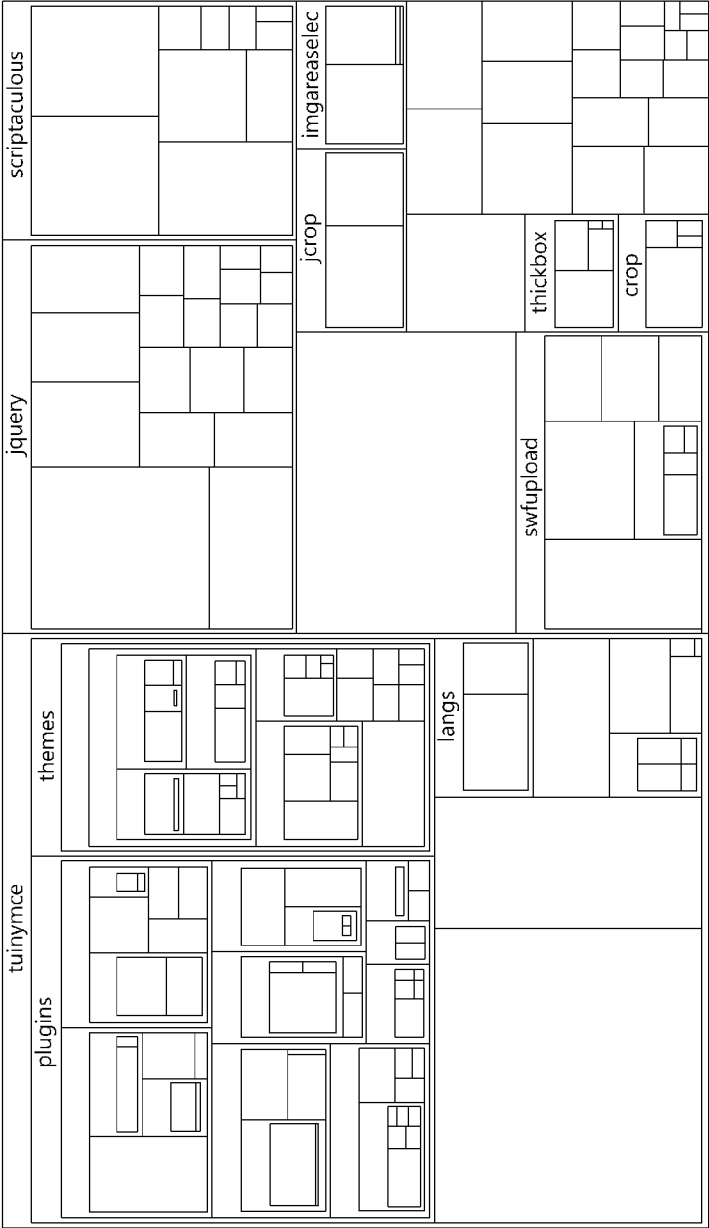 scriptaculous
imgareaselec
jcrop
thickbox
crop
jquery
swfupload
themes
langs
tuinymce
plugins